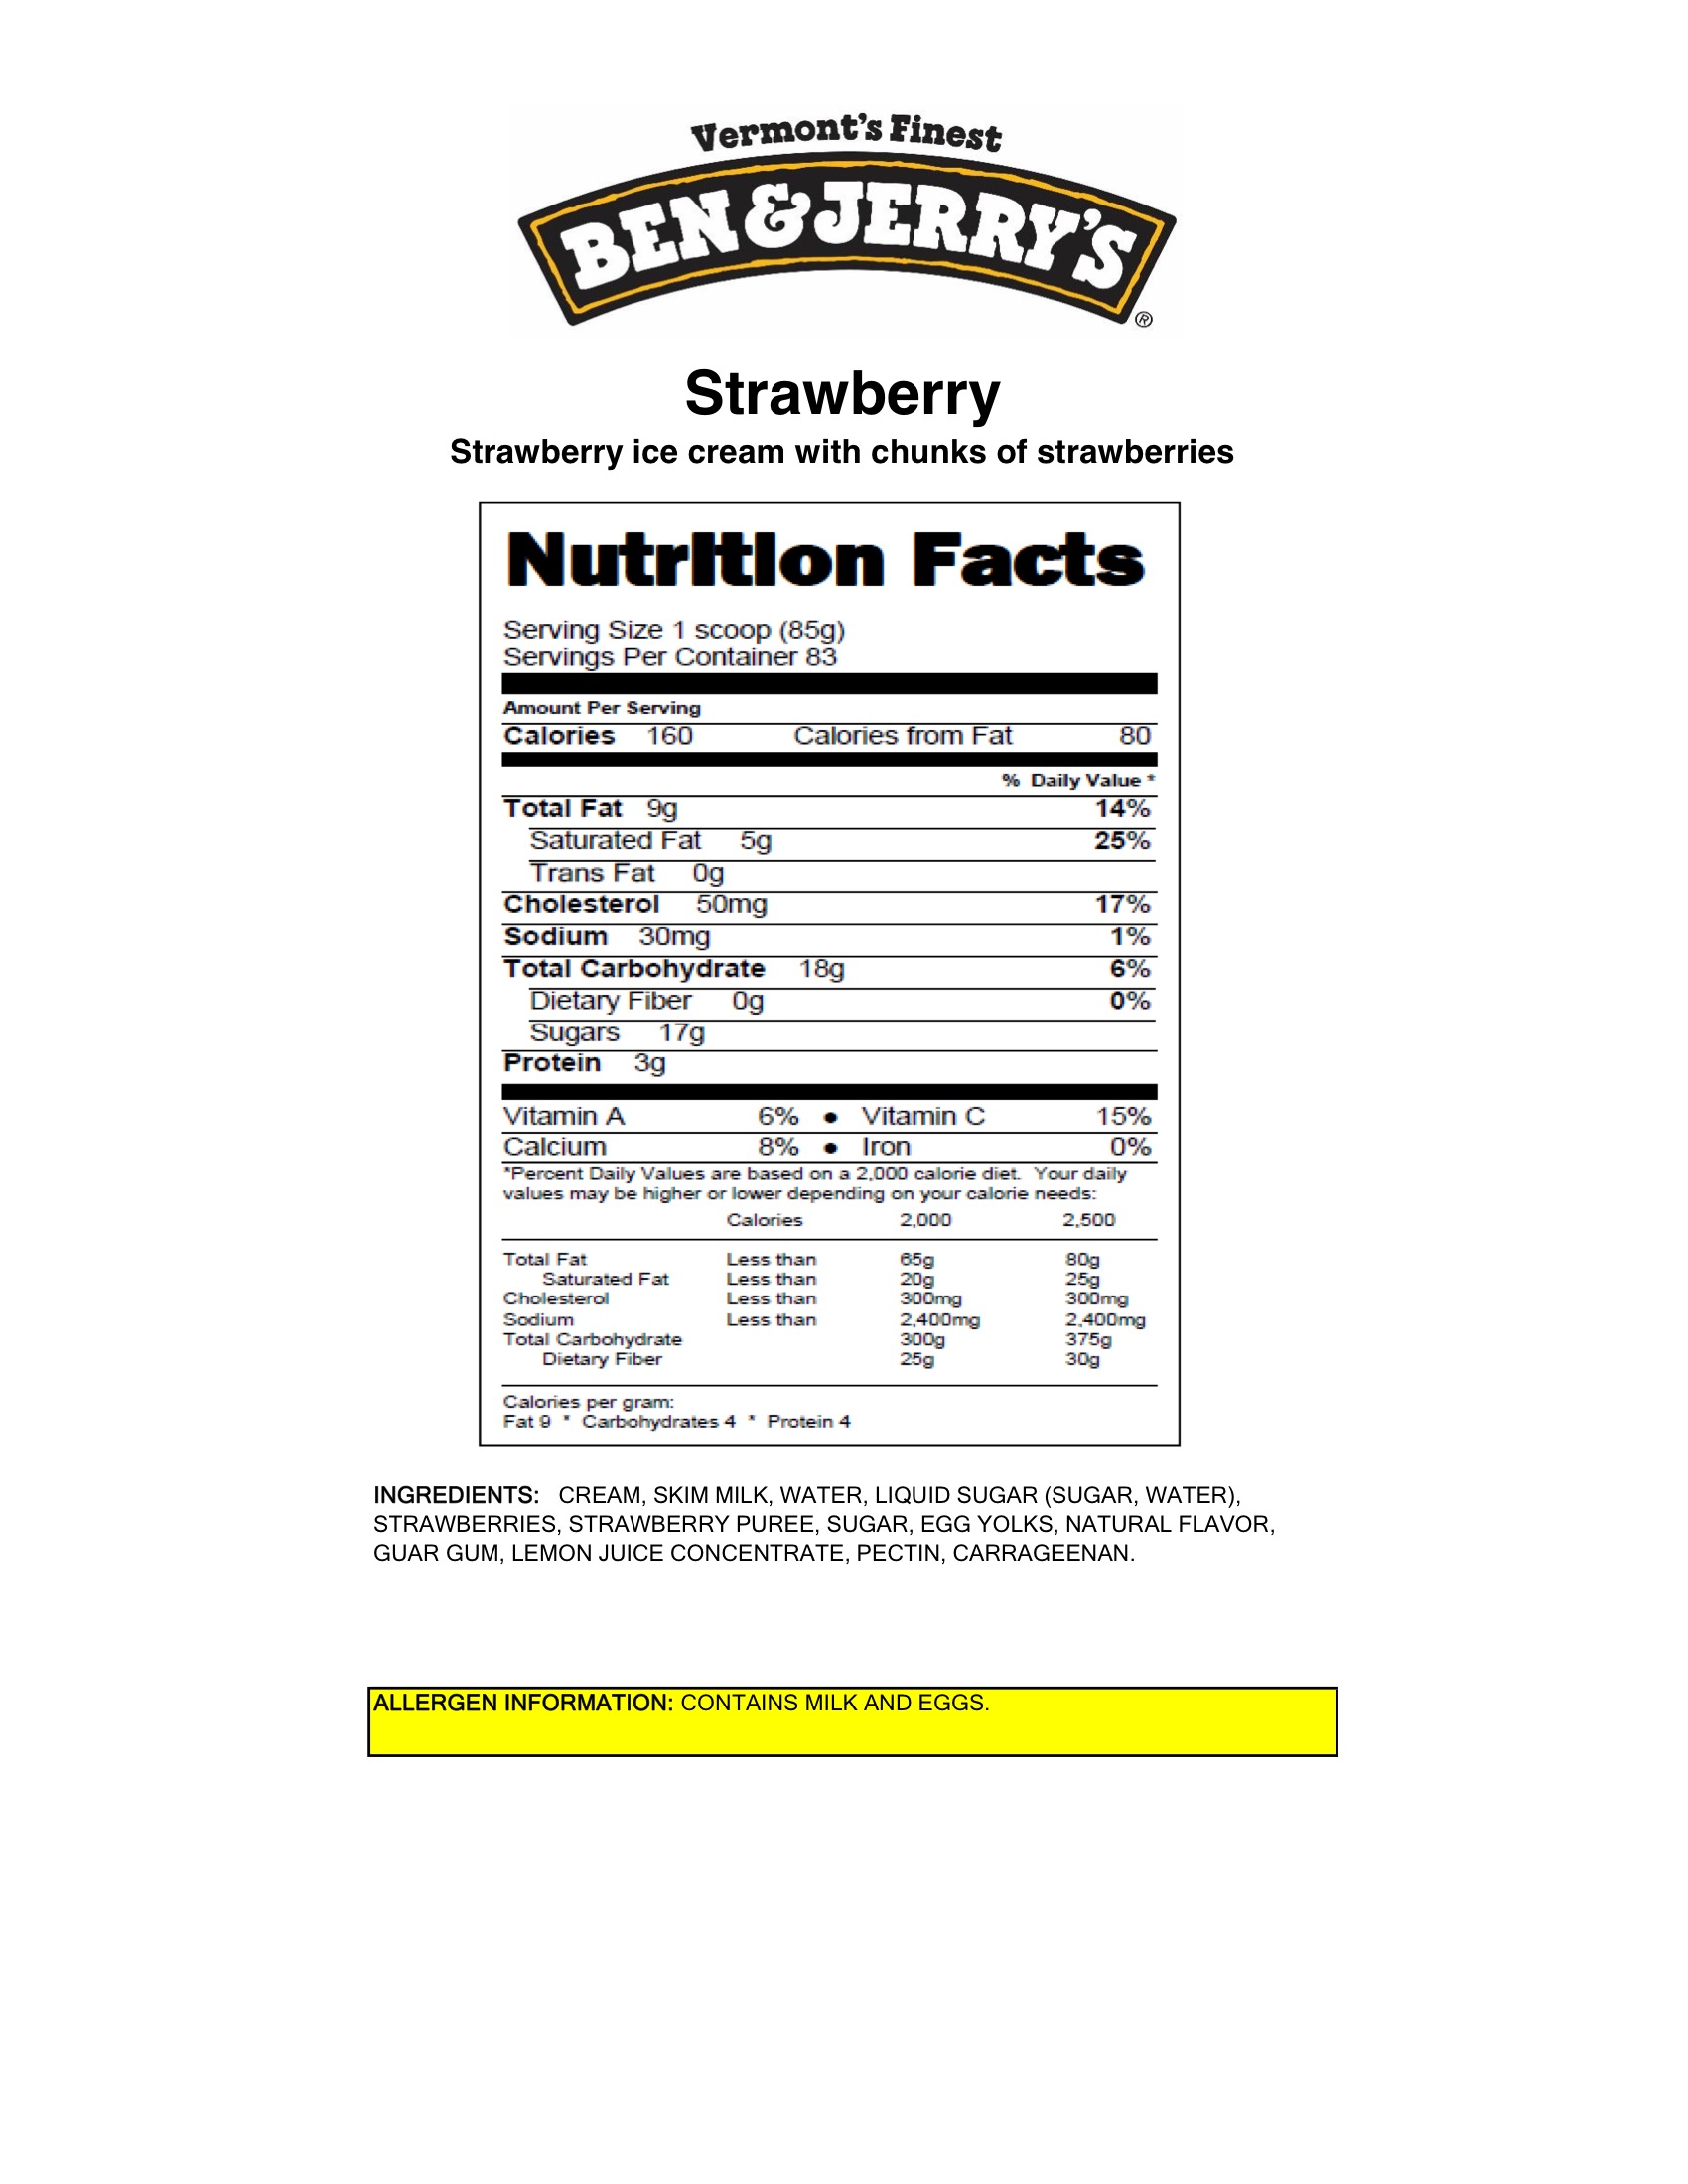 Vermont's Finest
BEN & JERRY'S ®
Strawberry
Strawberry ice cream with chunks of strawberries
Nutrition Facts
Serving Size 1 scoop (85g)
Servings Per Container 83
Amount Per Serving
Calories 160 Calories from Fat 80
% Daily Value *
Total Fat 9g 14%
Saturated Fat 5g 25%
Trans Fat 0g
Cholesterol 50mg 17%
Sodium 30mg 1%
Total Carbohydrate 18g 6%
Dietary Fiber 0g 0%
Sugars 17g
Protein 3g
Vitamin A 6% • Vitamin C 15%
Calcium 8% • Iron 0%
*Percent Daily Values are based on a 2,000 calorie diet. Your daily
values may be higher or lower depending on your calorie needs:
Calories 2,000 2,500
Total Fat Less than 65g 80g
Saturated Fat Less than 20g 25g
Cholesterol Less than 300mg 300mg
Sodium Less than 2,400mg 2,400mg
Total Carbohydrate 300g 375g
Dietary Fiber 25g 30g
Calories per gram:
Fat 9 * Carbohydrates 4 * Protein 4
INGREDIENTS: CREAM, SKIM MILK, WATER, LIQUID SUGAR (SUGAR, WATER),
STRAWBERRIES, STRAWBERRY PUREE, SUGAR, EGG YOLKS, NATURAL FLAVOR,
GUAR GUM, LEMON JUICE CONCENTRATE, PECTIN, CARRAGEENAN.
ALLERGEN INFORMATION: CONTAINS MILK AND EGGS.